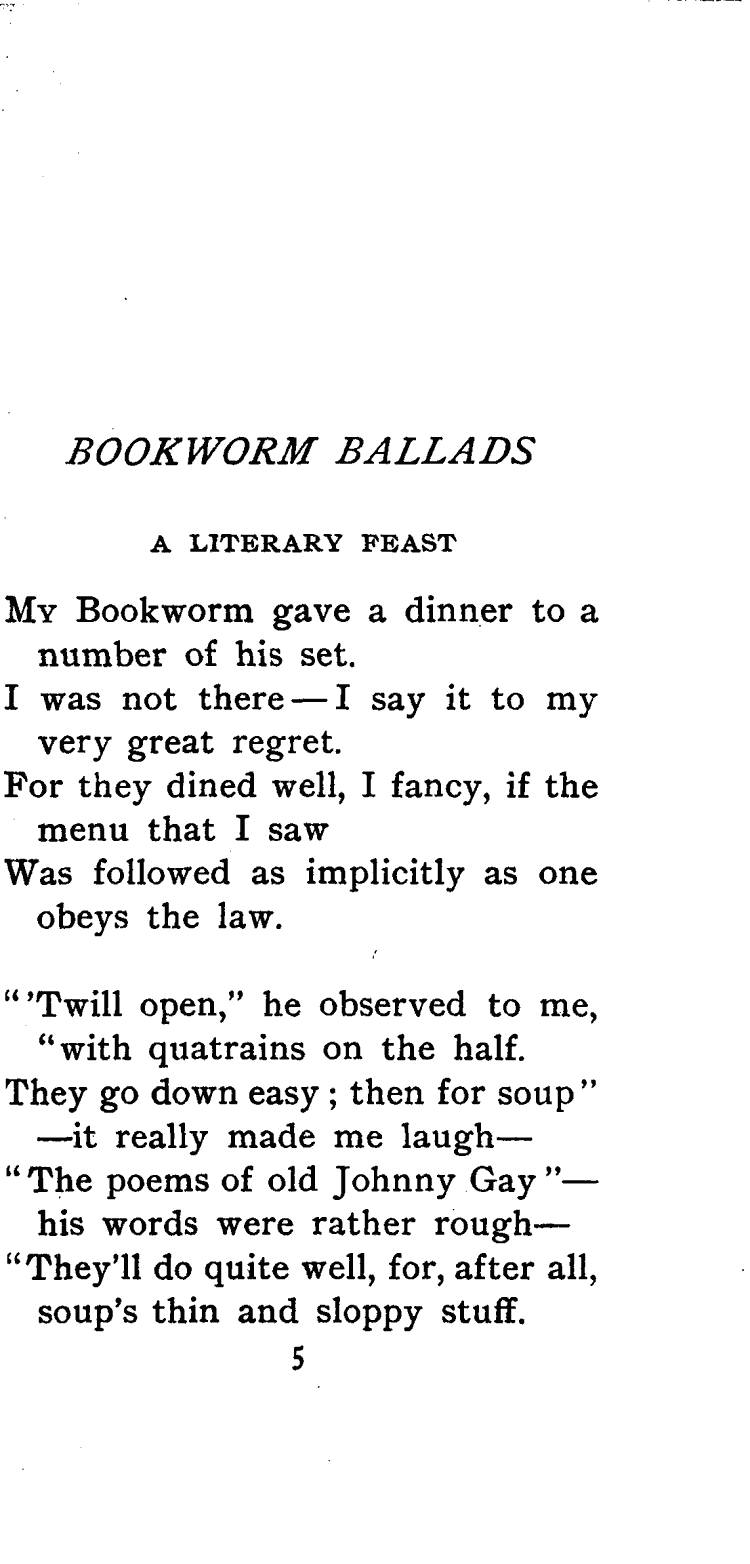 BOOKWORM BALLADS
A LITERARY FEAST
My Bookworm gave a dinner to a
number of his set.
I was not there—I say it to my
very great regret.
For they dined well, I fancy, if the
menu that I saw
Was followed as implicitly as one
obeys the law.
“’Twill open,” he observed to me,
“with quatrains on the half.
They go down easy; then for soup”
—it really made me laugh—
“The poems of old Johnny Gay”—
his words were rather rough—
“They'll do quite well, for, after all,
soup's thin and sloppy stuff.
5